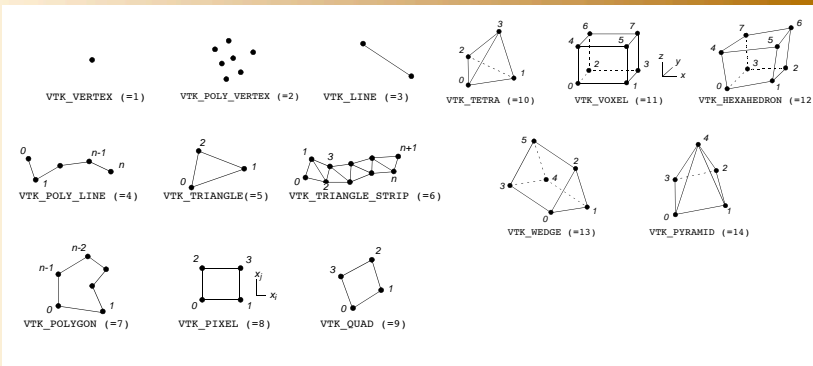 VTK_VERTEX (=1)
VTK_POLY_VERTEX (=2)
VTK_LINE (=3)
3
2
0
1
VTK_TETRA (=10)
6 7
4 5
2 3
0 1
VTK_VOXEL (=11)
z
y
x
7 6
4 5
3 2
0 1
VTK_HEXAHEDRON (=12
0
1
n-1
n
VTK_POLY_LINE (=4)
2
1
0
VTK_TRIANGLE(=5)
1 3 n+1
0 2 n
VTK_TRIANGLE_STRIP (=6)
5
2
4
3
0 1
VTK_WEDGE (=13)
4
3 2
0 1
VTK_PYRAMID (=14)
n-2
n-1
0 1
VTK_POLYGON (=7)
2 3
0 1
xj
xi
VTK_PIXEL (=8)
2
3
1
0
VTK_QUAD (=9)